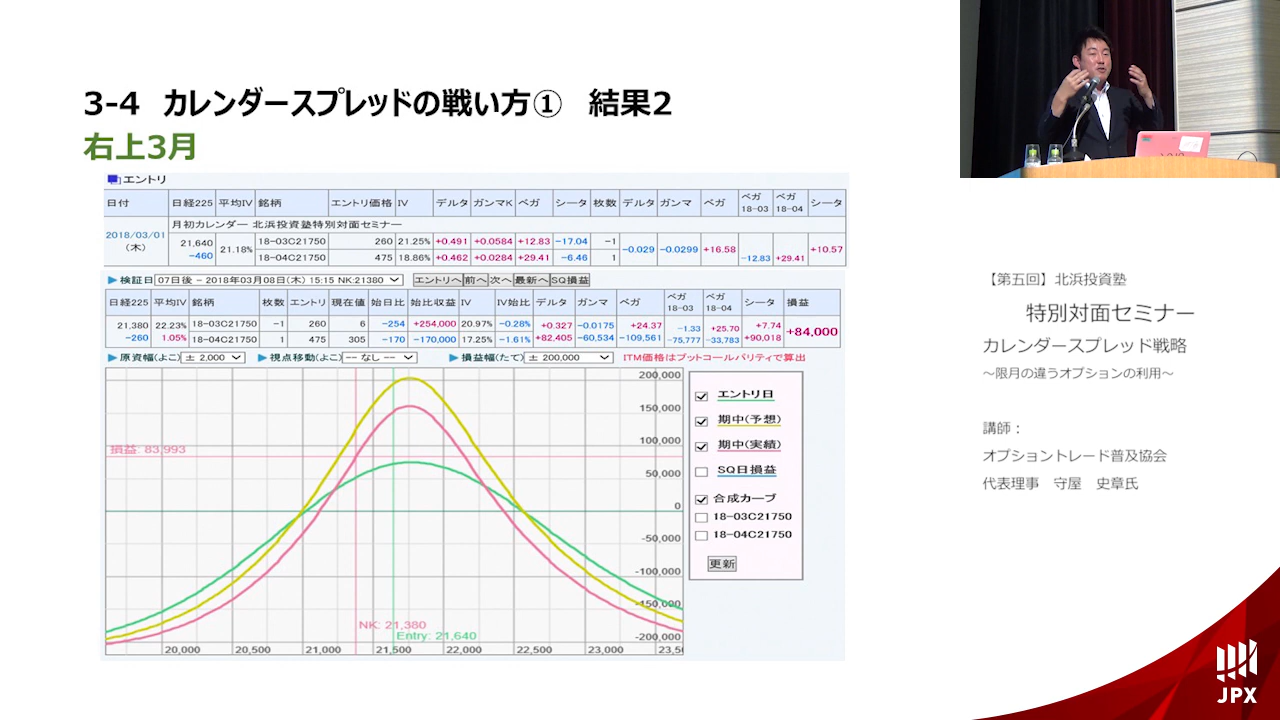 3-4 カレンダースプレッドの戦い方① 結果2
右上3月
エントリ
日付 日経225 平均IV 銘柄 エントリ価格 IV デルタ ガンマK ベガ シータ 枚数 デルタ ガンマ ベガ ベガ 18-03 ベガ 18-04 シータ
月初カレンダー 北浜投資塾特別対面セミナー
2018/03/01 (木) 21,640 -460 21.18% 18-03C21750 260 21.25% +0.491 +0.0584 +12.83 -17.04 -1 -0.029 -0.0299 +16.58 -12.83 +29.41 +10.57
18-04C21750 475 18.86% +0.462 +0.0284 +29.41 -6.46 1
▶検証日 07日後 - 2018年03月08日(木) 15:15 NK:21380 エントリへ 前へ 次へ 最新へ SQ損益
日経225 平均IV 銘柄 枚数 エントリ 現在値 始日比 始比収益 IV IV始比 デルタ ガンマ ベガ ベガ 18-03 ベガ 18-04 シータ 損益
21,380 22.23% 18-03C21750 -1 260 6 -254 +254,000 20.97% -0.28% +0.327 -0.0175 +24.37 -1.33 +25.70 +7.74 +84,000
-260 1.05% 18-04C21750 1 475 305 -170 -170,000 17.25% -1.61% +82,405 -60,534 -109,561 -75,777 -33,783 +90,018
▶原資幅(よこ) ± 2,000 ▶視点移動(よこ) -- なし -- ▶損益幅(たて) ± 200,000 ITM価格はプットコールパリティで算出
200,000
150,000
100,000
50,000
0
-50,000
-100,000
-150,000
-200,000
損益: 83,993
NK: 21,380
Entry: 21,640
20,000 20,500 21,000 21,500 22,000 22,500 23,000 23,5
エントリ日
期中(予想)
期中(実績)
SQ日損益
合成カーブ
18-03C21750
18-04C21750
更新
【第五回】北浜投資塾
特別対面セミナー
カレンダースプレッド戦略
~限月の違うオプションの利用~
講師：
オプショントレード普及協会
代表理事 守屋 史章氏
JPX